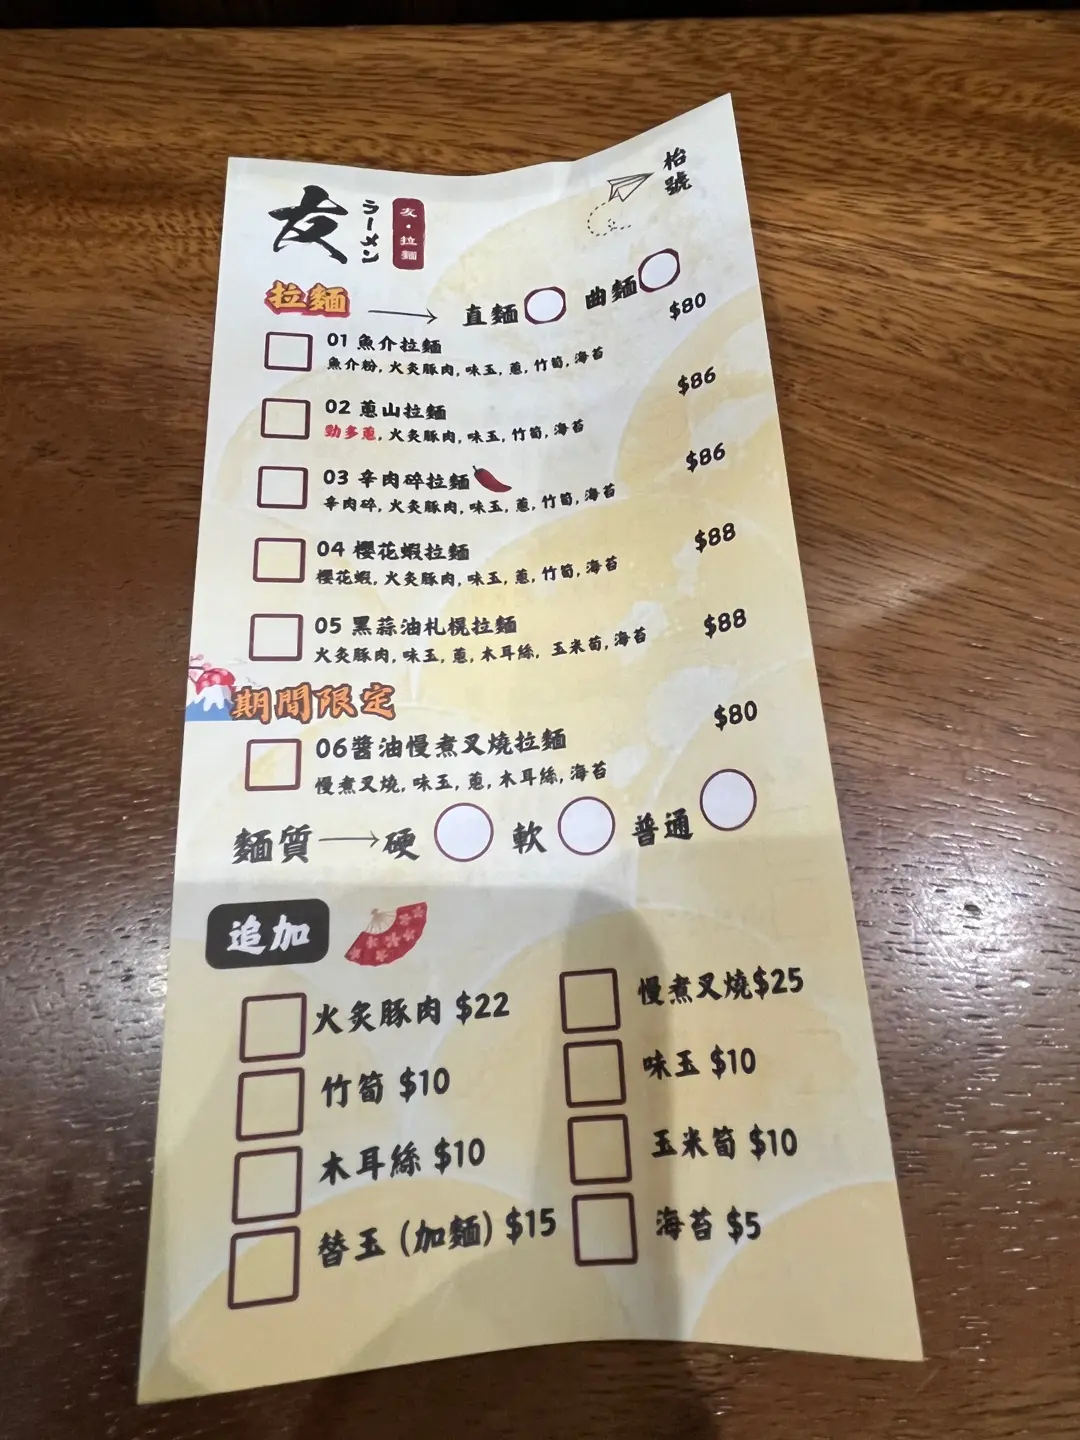 友
ラーメン
友・拉麵
枱號
拉麵 → 直麵 曲麵
01 魚介拉麵 $80
魚介粉, 火炙豚肉, 味玉, 蔥, 竹筍, 海苔
02 蔥山拉麵 $86
勁多蔥, 火炙豚肉, 味玉, 竹筍, 海苔
03 辛肉碎拉麵 $86
辛肉碎, 火炙豚肉, 味玉, 蔥, 竹筍, 海苔
04 櫻花蝦拉麵 $88
櫻花蝦, 火炙豚肉, 味玉, 蔥, 竹筍, 海苔
05 黑蒜油札榥拉麵 $88
火炙豚肉, 味玉, 蔥, 木耳絲, 玉米筍, 海苔
期間限定
06醬油慢煮叉燒拉麵 $80
慢煮叉燒, 味玉, 蔥, 木耳絲, 海苔
麵質 → 硬 軟 普通
追加
火炙豚肉 $22
慢煮叉燒$25
竹筍 $10
味玉 $10
木耳絲 $10
玉米筍 $10
替玉 (加麵) $15
海苔 $5